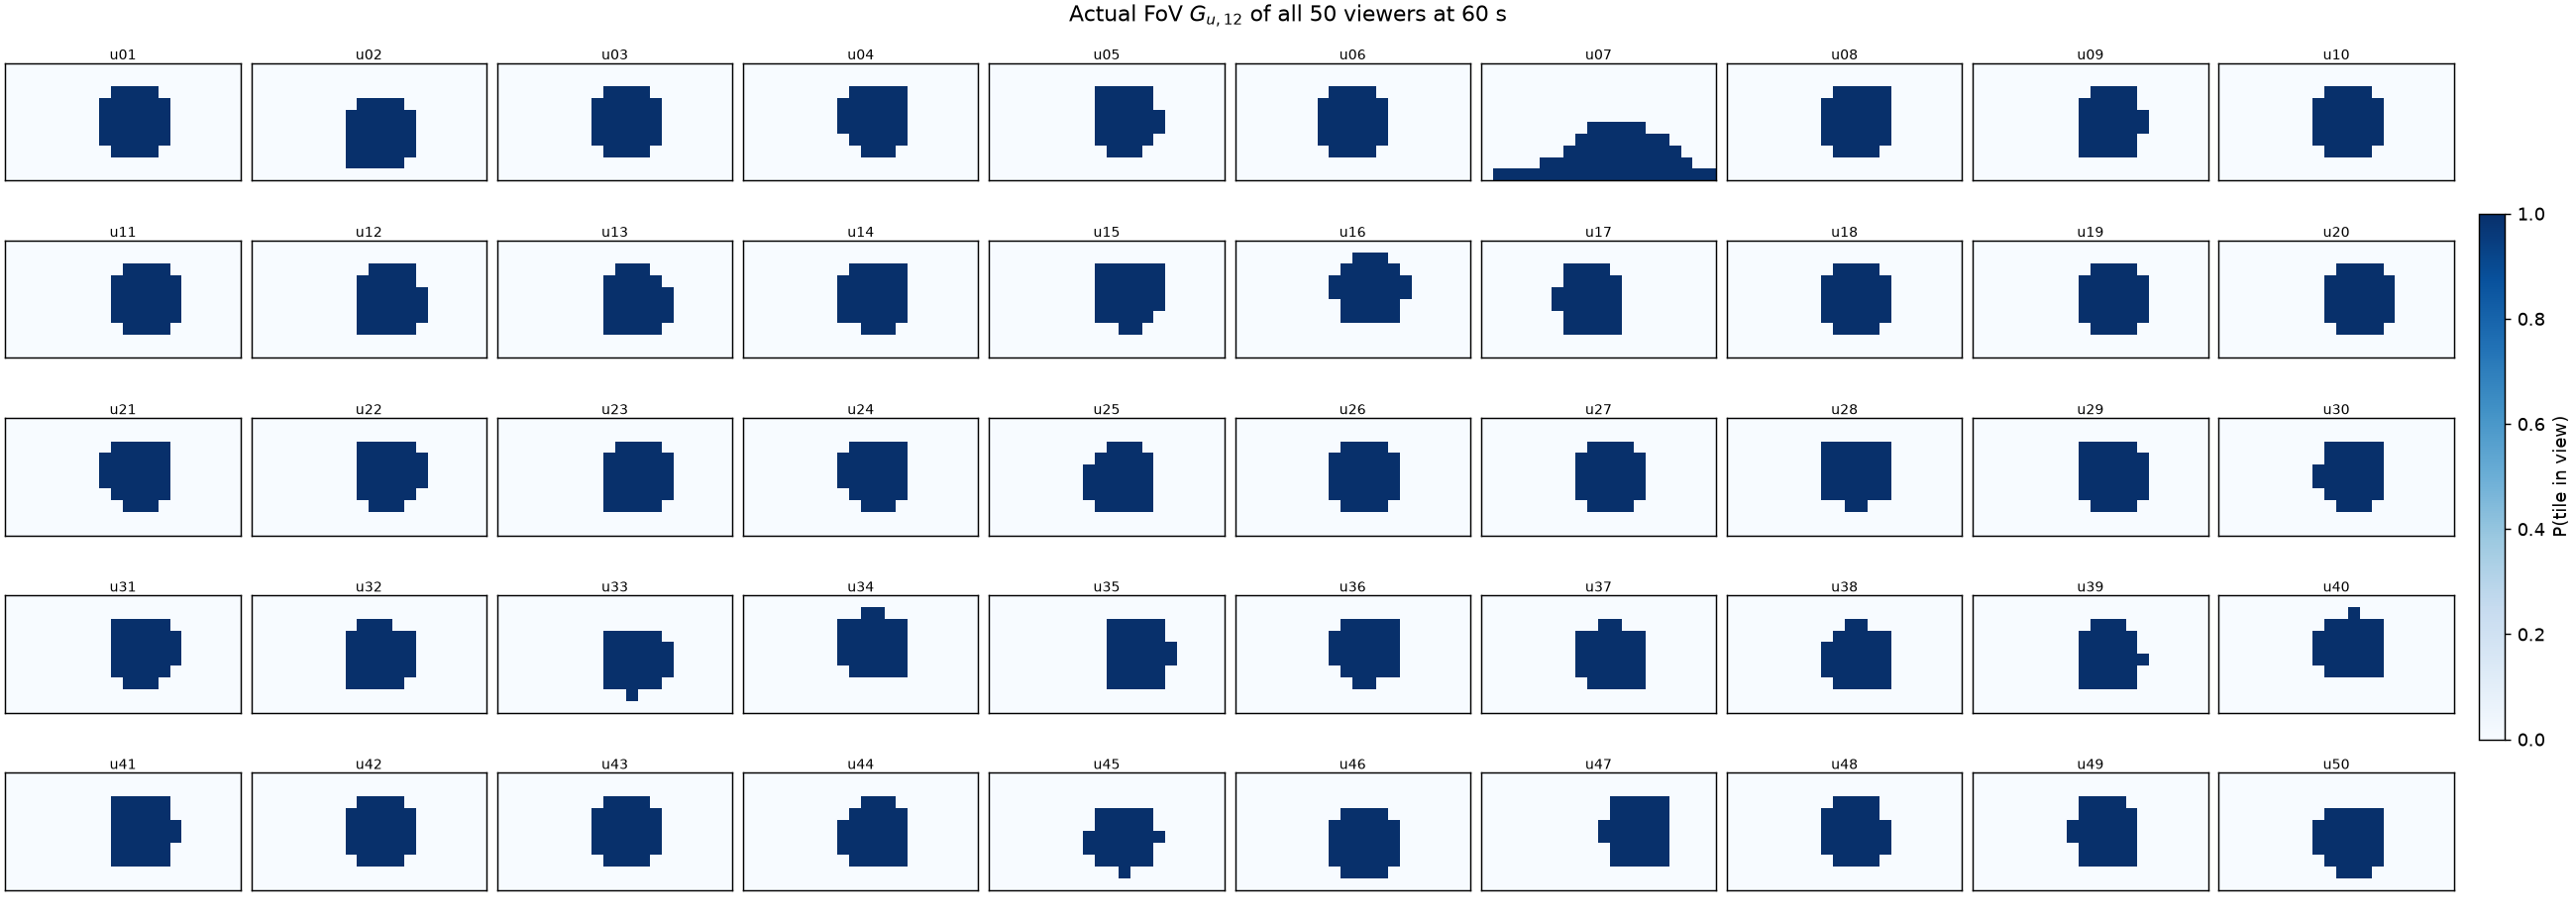 Actual FoV G_{u, 12} of all 50 viewers at 60 s
u01 u02 u03 u04 u05 u06 u07 u08 u09 u10
u11 u12 u13 u14 u15 u16 u17 u18 u19 u20
u21 u22 u23 u24 u25 u26 u27 u28 u29 u30
u31 u32 u33 u34 u35 u36 u37 u38 u39 u40
u41 u42 u43 u44 u45 u46 u47 u48 u49 u50
1.0
0.8
0.6
0.4
0.2
0.0
P(tile in view)